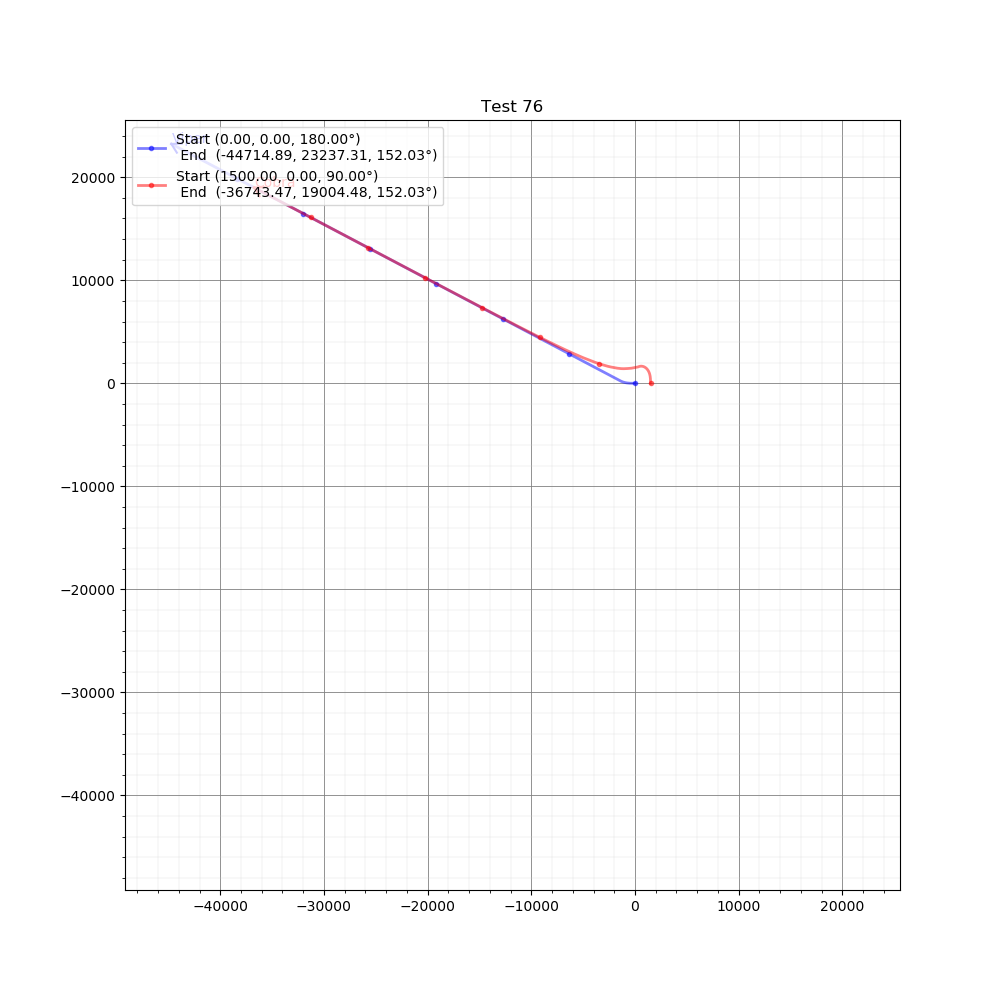 Test 76
Start (0.00, 0.00, 180.00°)
End (-44714.89, 23237.31, 152.03°)
Start (1500.00, 0.00, 90.00°)
End (-36743.47, 19004.48, 152.03°)
20000
10000
0
−10000
−20000
−30000
−40000
−40000 −30000 −20000 −10000 0 10000 20000